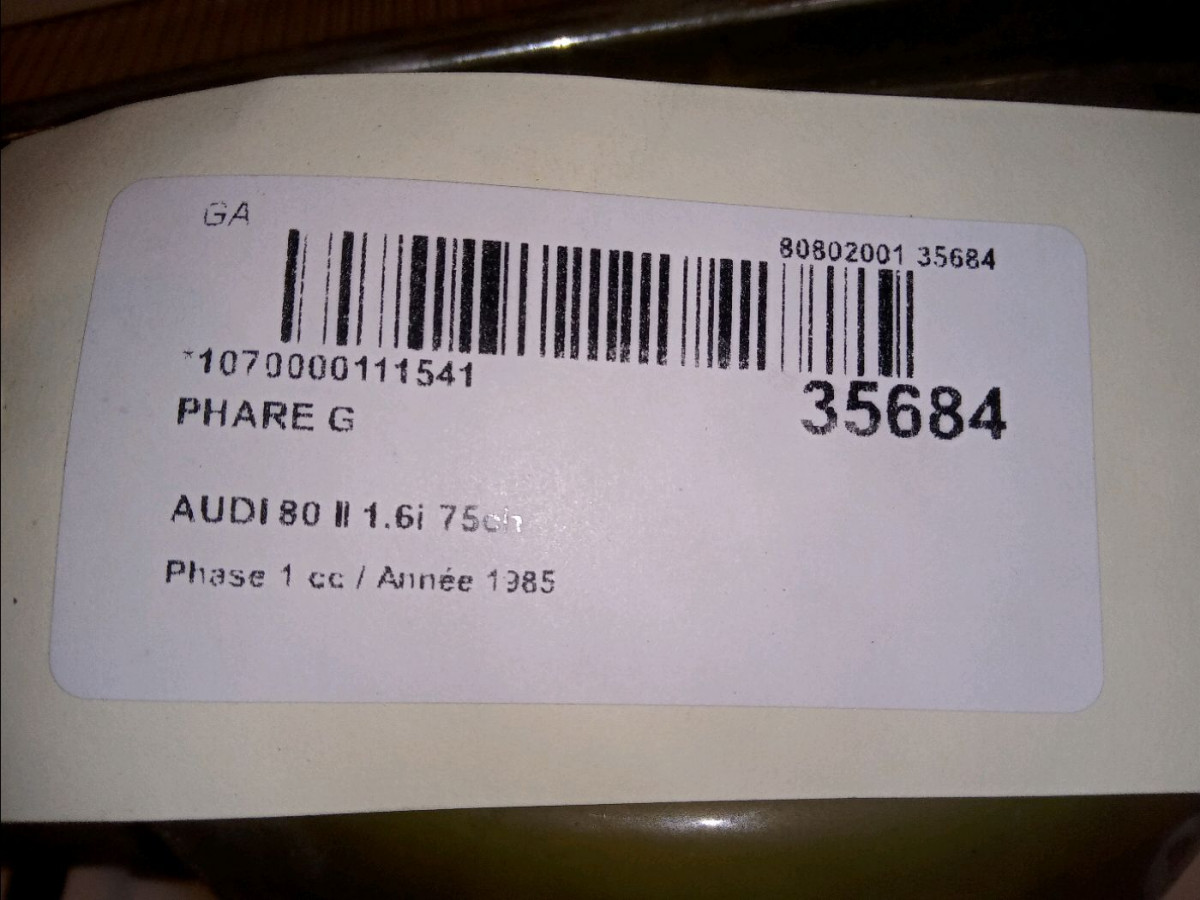 GA
80802001 35684
*1070000111541
35684
PHARE G
AUDI 80 II 1.6i 75ch
Phase 1 cc / Année 1985